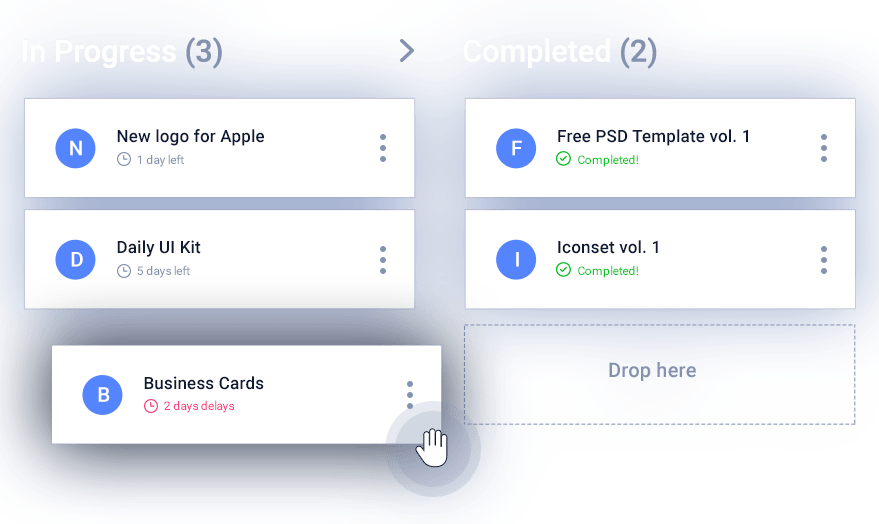 In Progress (3)
N
New logo for Apple
1 day left
D
Daily UI Kit
5 days left
B
Business Cards
2 days delays
Completed (2)
F
Free PSD Template vol. 1
Completed!
I
Iconset vol. 1
Completed!
Drop here